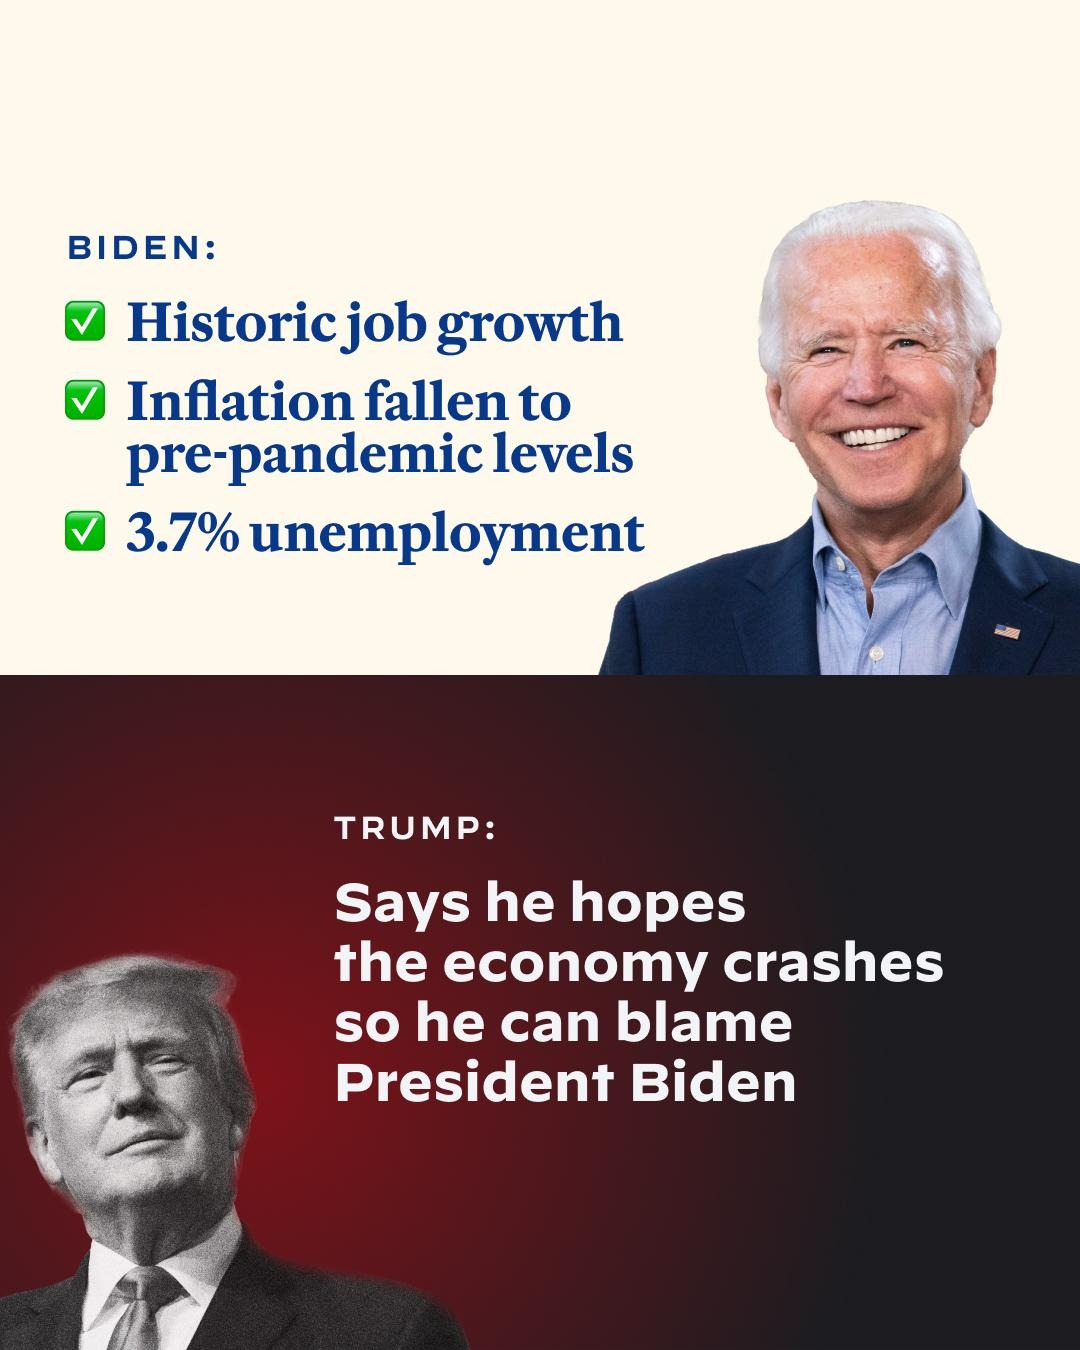 BIDEN:
✅ Historic job growth
✅ Inflation fallen to
pre-pandemic levels
✅ 3.7% unemployment
TRUMP:
Says he hopes
the economy crashes
so he can blame
President Biden